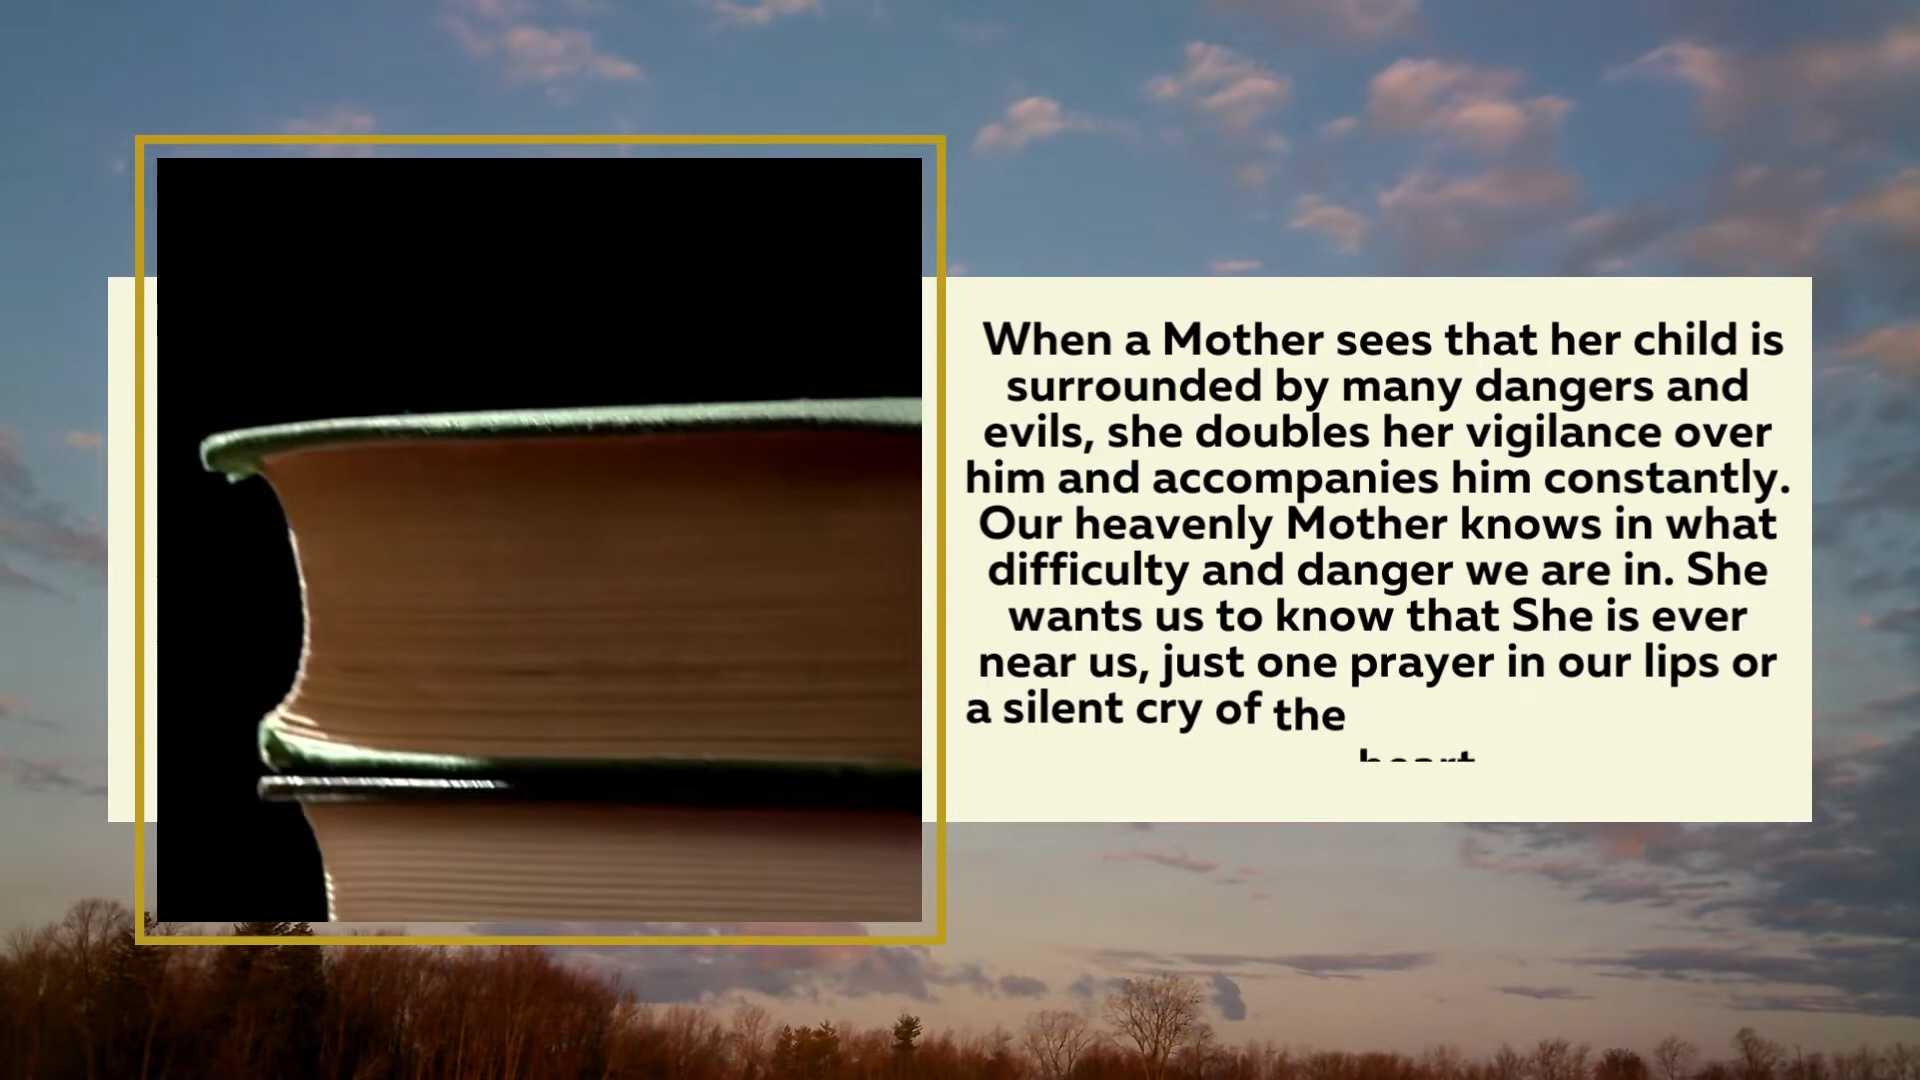 When a Mother sees that her child is
surrounded by many dangers and
evils, she doubles her vigilance over
him and accompanies him constantly.
Our heavenly Mother knows in what
difficulty and danger we are in. She
wants us to know that She is ever
near us, just one prayer in our lips or
a silent cry of the
heart